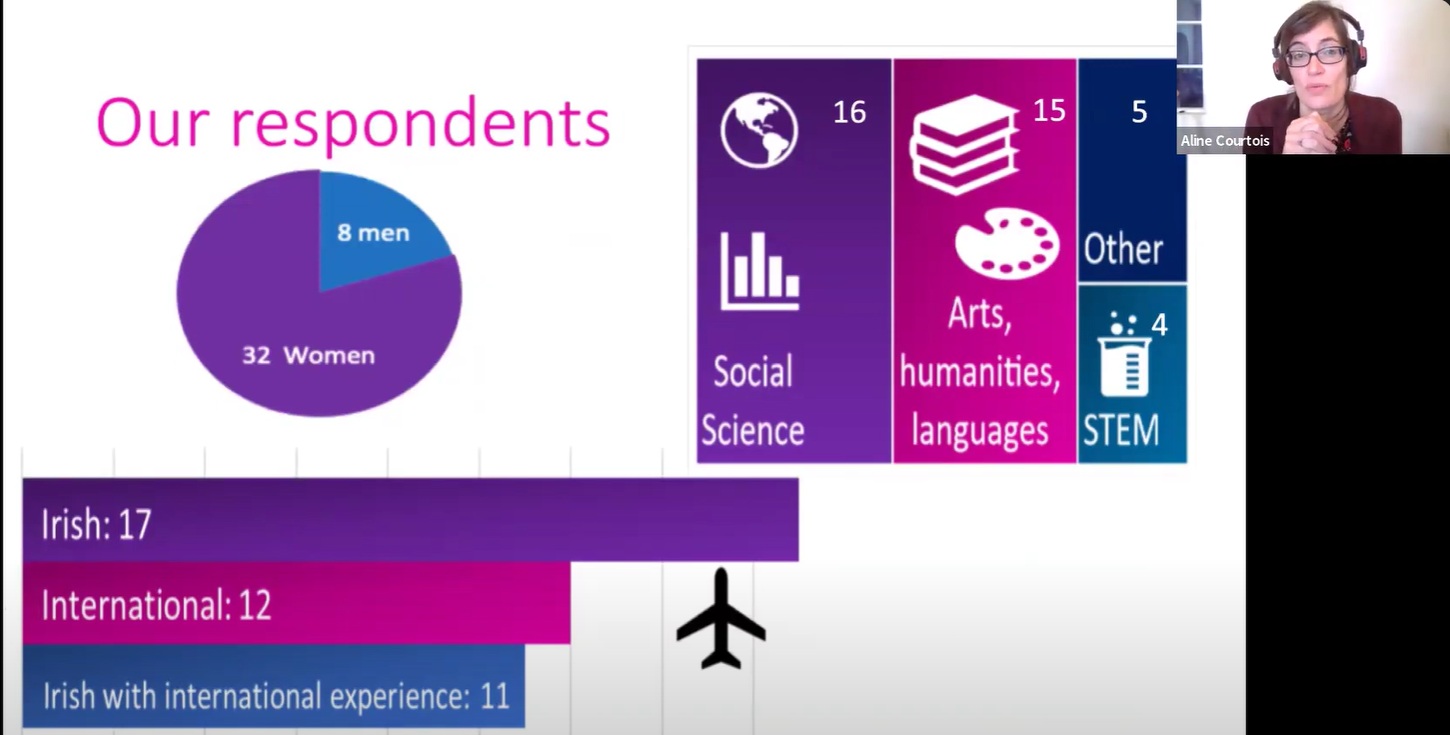 Our respondents
8 men
32 Women
16
Social
Science
15
Arts,
humanities,
languages
5
Other
4
STEM
Aline Courtois
Irish: 17
International: 12
Irish with international experience: 11